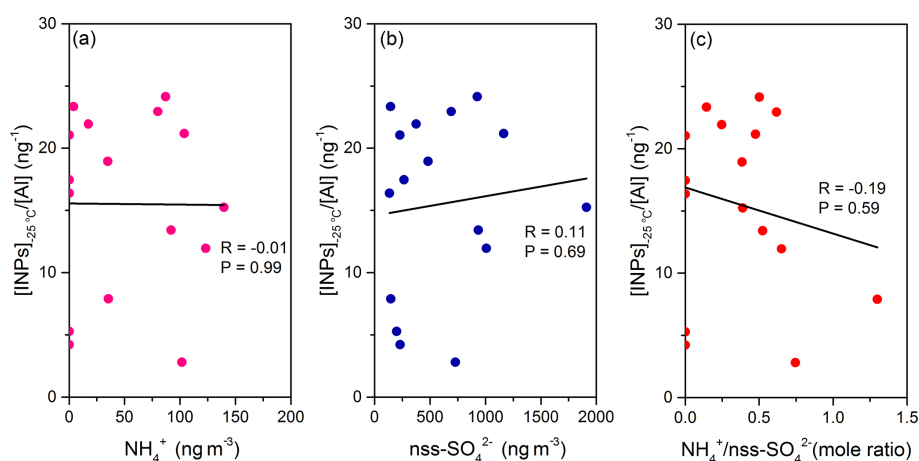 (a)
[INPs]-25 °C/[Al] (ng-1)
30
20
10
0
R = -0.01
P = 0.99
0 50 100 150 200
NH4+ (ng m-3)
(b)
[INPs]-25 °C/[Al] (ng-1)
30
20
10
0
R = 0.11
P = 0.69
500 1000 1500 2000
nss-SO42- (ng m-3)
(c)
[INPs]-25 °C/[Al] (ng-1)
30
20
10
0
R = -0.19
P = 0.59
0.0 0.5 1.0 1.5
NH4+/nss-SO42-(mole ratio)